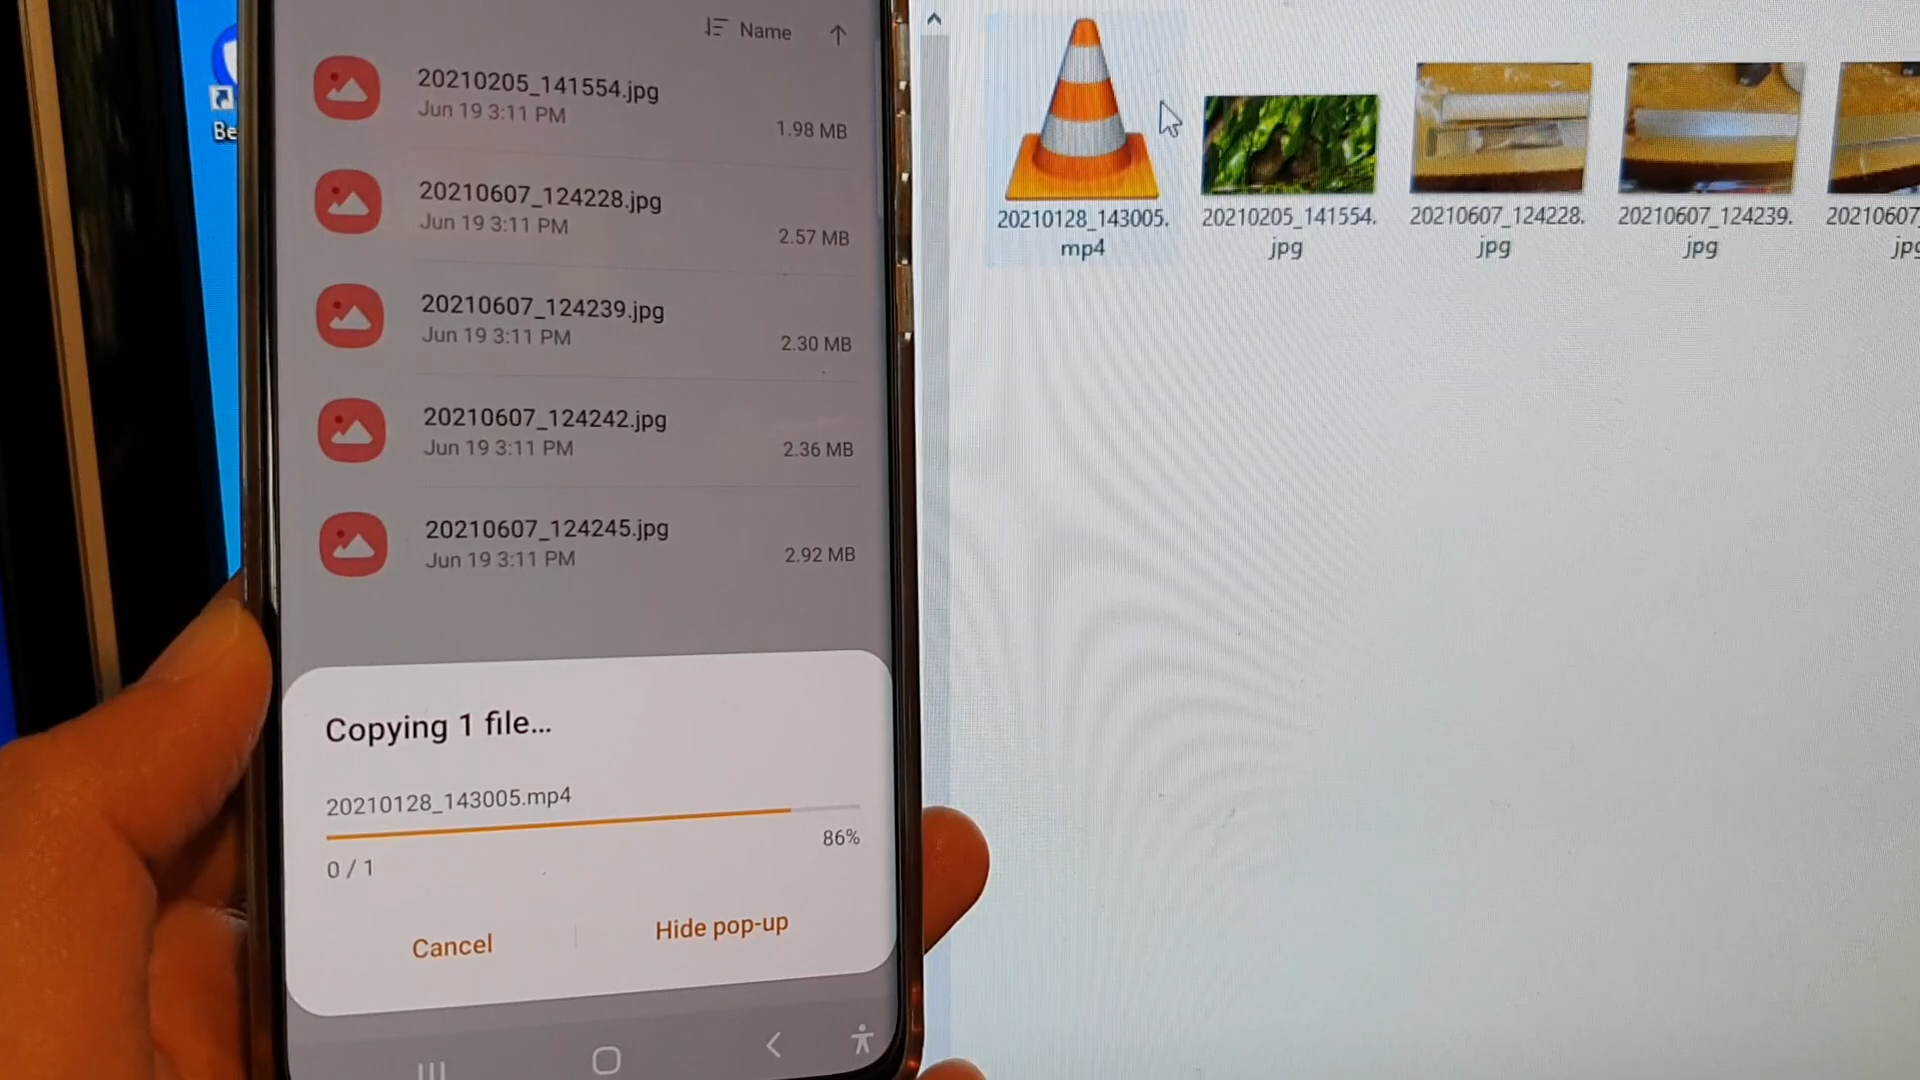 Be
Name
20210205_141554.jpg
Jun 19 3:11 PM
1.98 MB
20210607_124228.jpg
Jun 19 3:11 PM
2.57 MB
20210607_124239.jpg
Jun 19 3:11 PM
2.30 MB
20210607_124242.jpg
Jun 19 3:11 PM
2.36 MB
20210607_124245.jpg
Jun 19 3:11 PM
2.92 MB
Copying 1 file...
20210128_143005.mp4
86%
0 / 1
Cancel
Hide pop-up
20210128_143005.
mp4
20210205_141554.
jpg
20210607_124228.
jpg
20210607_124239.
jpg
20210607
jpg